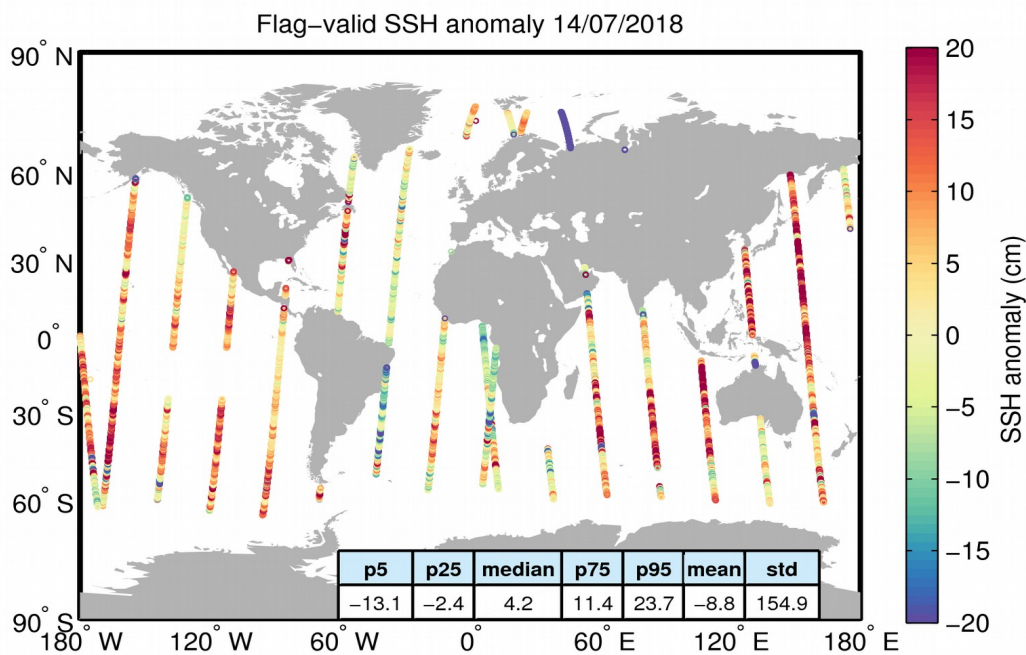 Flag−valid SSH anomaly 14/07/2018
90° N
60° N
30° N
0°
30° S
60° S
90° S
180° W
120° W
60° W
0°
60° E
120° E
180° E
p5 p25 median p75 p95 mean std
−13.1 −2.4 4.2 11.4 23.7 −8.8 154.9
20
15
10
5
0
−5
−10
−15
−20
SSH anomaly (cm)